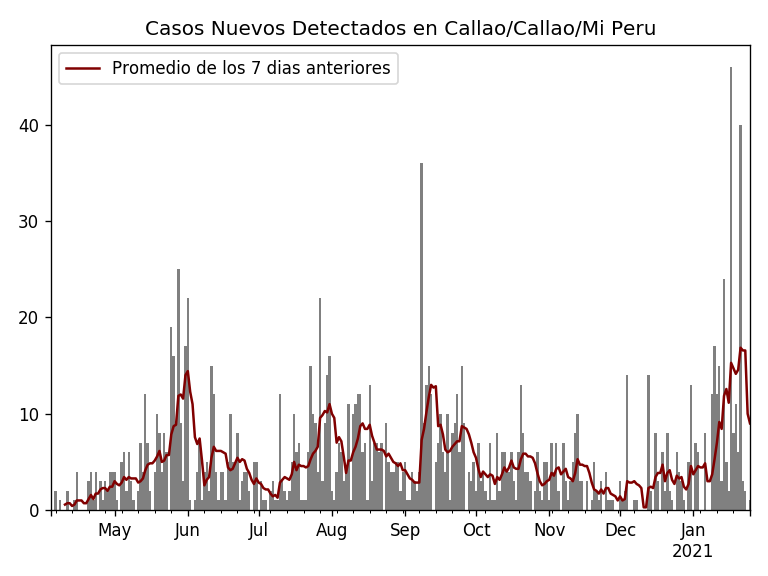 Casos Nuevos Detectados en Callao/Callao/Mi Peru
Promedio de los 7 dias anteriores
40
30
20
10
0
May Jun Jul Aug Sep Oct Nov Dec Jan
2021